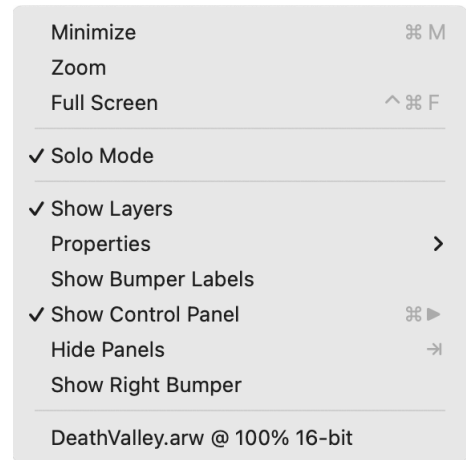 Minimize ⌘ M
Zoom
Full Screen ^ ⌘ F
✓ Solo Mode
✓ Show Layers
Properties >
Show Bumper Labels
✓ Show Control Panel ⌘ ▶
Hide Panels ⇥
Show Right Bumper
DeathValley.arw @ 100% 16-bit